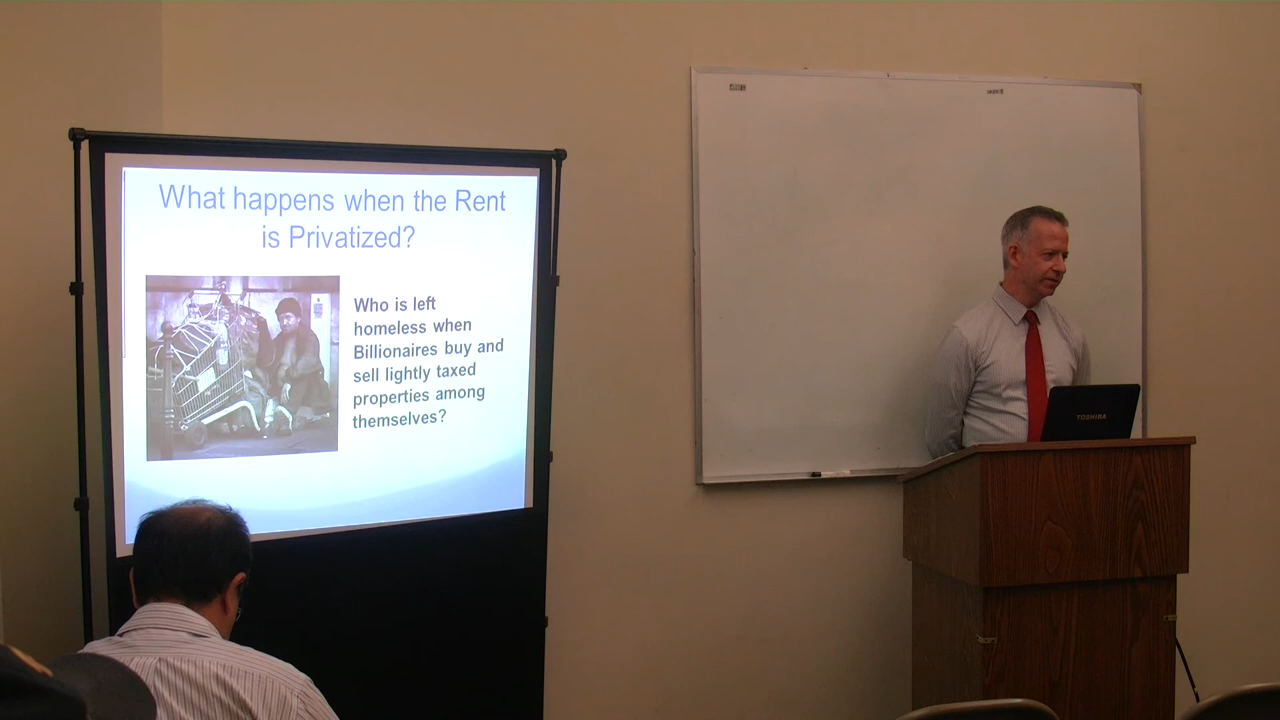 What happens when the Rent
is Privatized?
Who is left
homeless when
Billionaires buy and
sell lightly taxed
properties among
themselves?
TOSHIBA